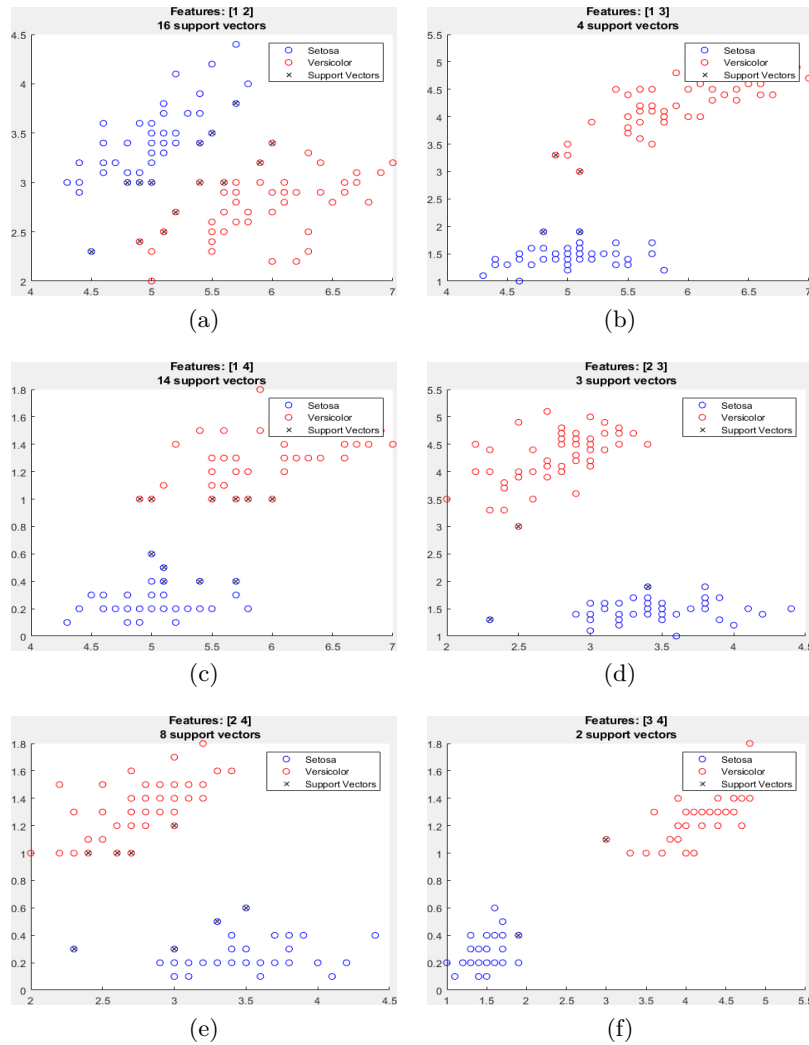 Features: [1 2]
16 support vectors
Setosa
Versicolor
Support Vectors
4.5
4
3.5
3
2.5
2
4 4.5 5 5.5 6 6.5 7
(a)
Features: [1 3]
4 support vectors
Setosa
Versicolor
Support Vectors
5.5
5
4.5
4
3.5
3
2.5
2
1.5
1
4 4.5 5 5.5 6 6.5 7
(b)
Features: [1 4]
14 support vectors
Setosa
Versicolor
Support Vectors
1.8
1.6
1.4
1.2
1
0.8
0.6
0.4
0.2
0
4 4.5 5 5.5 6 6.5 7
(c)
Features: [2 3]
3 support vectors
Setosa
Versicolor
Support Vectors
5.5
5
4.5
4
3.5
3
2.5
2
1.5
1
2 2.5 3 3.5 4 4.5
(d)
Features: [2 4]
8 support vectors
Setosa
Versicolor
Support Vectors
1.8
1.6
1.4
1.2
1
0.8
0.6
0.4
0.2
0
2 2.5 3 3.5 4 4.5
(e)
Features: [3 4]
2 support vectors
Setosa
Versicolor
Support Vectors
1.8
1.6
1.4
1.2
1
0.8
0.6
0.4
0.2
0
1 1.5 2 2.5 3 3.5 4 4.5 5 5.5
(f)